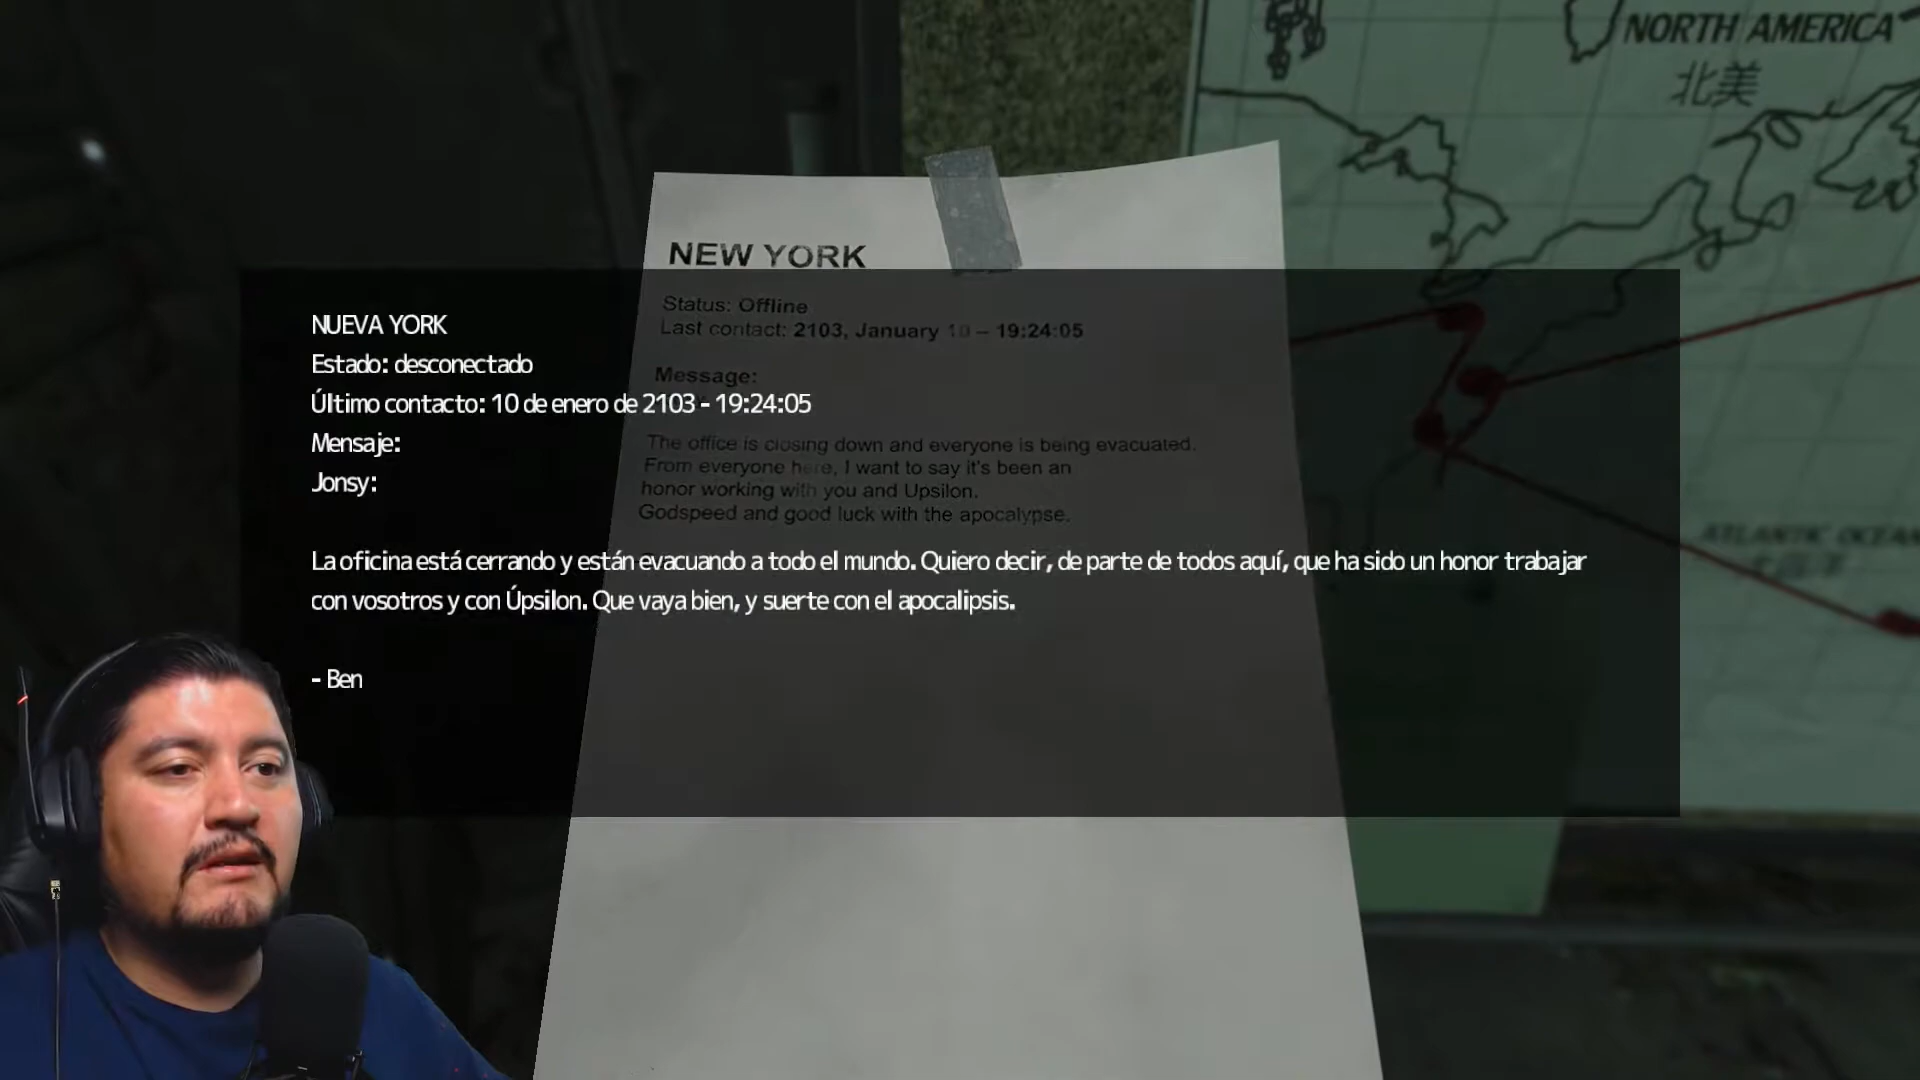 NORTH AMERICA
北美
NEW YORK
Status: Offline
Last contact: 2103, January 10 – 19:24:05
Message:
The office is closing down and everyone is being evacuated.
From everyone here, I want to say it's been an
honor working with you and Upsilon.
Godspeed and good luck with the apocalypse.
NUEVA YORK
Estado: desconectado
Último contacto: 10 de enero de 2103 - 19:24:05
Mensaje:
Jonsy:
La oficina está cerrando y están evacuando a todo el mundo. Quiero decir, de parte de todos aquí, que ha sido un honor trabajar
con vosotros y con Úpsilon. Que vaya bien, y suerte con el apocalipsis.
- Ben
ATLANTIC OCEAN